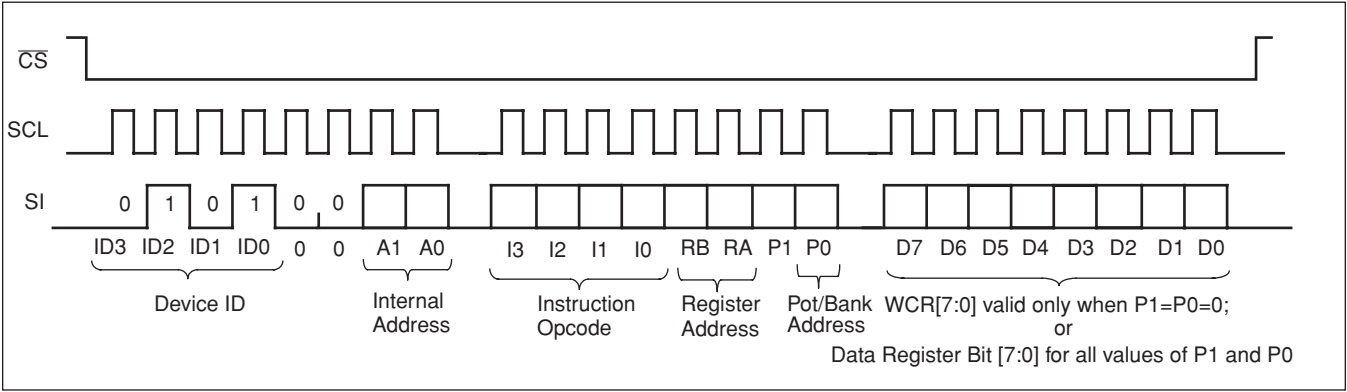 CS
SCL
SI
0 1 0 1 0 0
ID3 ID2 ID1 ID0 0 0 A1 A0 I3 I2 I1 I0 RB RA P1 P0 D7 D6 D5 D4 D3 D2 D1 D0
Device ID
Internal
Address
Instruction
Opcode
Register
Address
Pot/Bank
Address
WCR[7:0] valid only when P1=P0=0;
or
Data Register Bit [7:0] for all values of P1 and P0